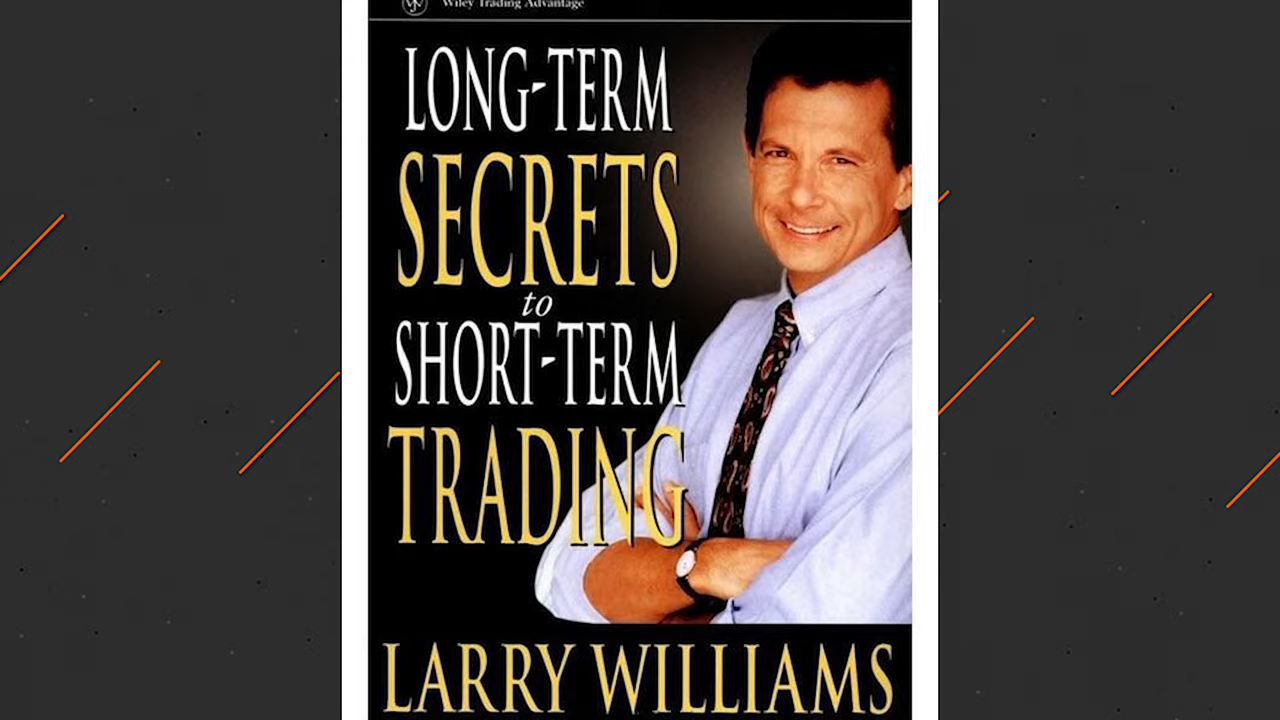 Wiley Trading Advantage
LONG-TERM
SECRETS
to
SHORT-TERM
TRADING
LARRY WILLIAMS